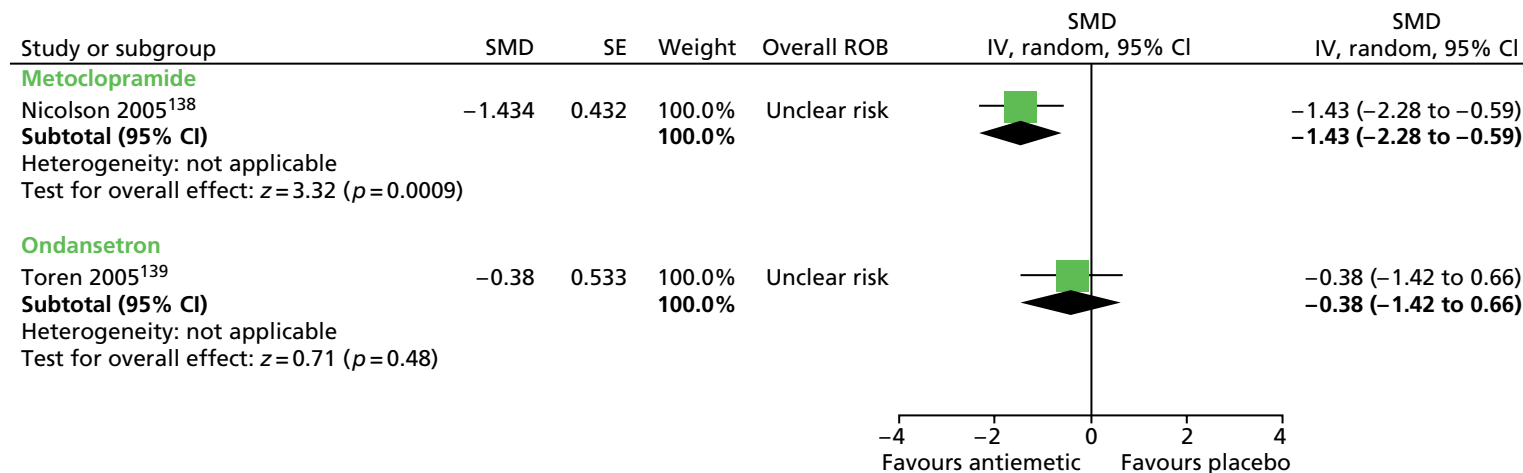 SMD SMD
Study or subgroup SMD SE Weight Overall ROB IV, random, 95% CI IV, random, 95% CI
Metoclopramide
Nicolson 2005138 −1.434 0.432 100.0% Unclear risk −1.43 (−2.28 to −0.59)
Subtotal (95% CI) 100.0% −1.43 (−2.28 to −0.59)
Heterogeneity: not applicable
Test for overall effect: z=3.32 (p=0.0009)
Ondansetron
Toren 2005139 −0.38 0.533 100.0% Unclear risk −0.38 (−1.42 to 0.66)
Subtotal (95% CI) 100.0% −0.38 (−1.42 to 0.66)
Heterogeneity: not applicable
Test for overall effect: z=0.71 (p=0.48)
−4 −2 0 2 4
Favours antiemetic Favours placebo